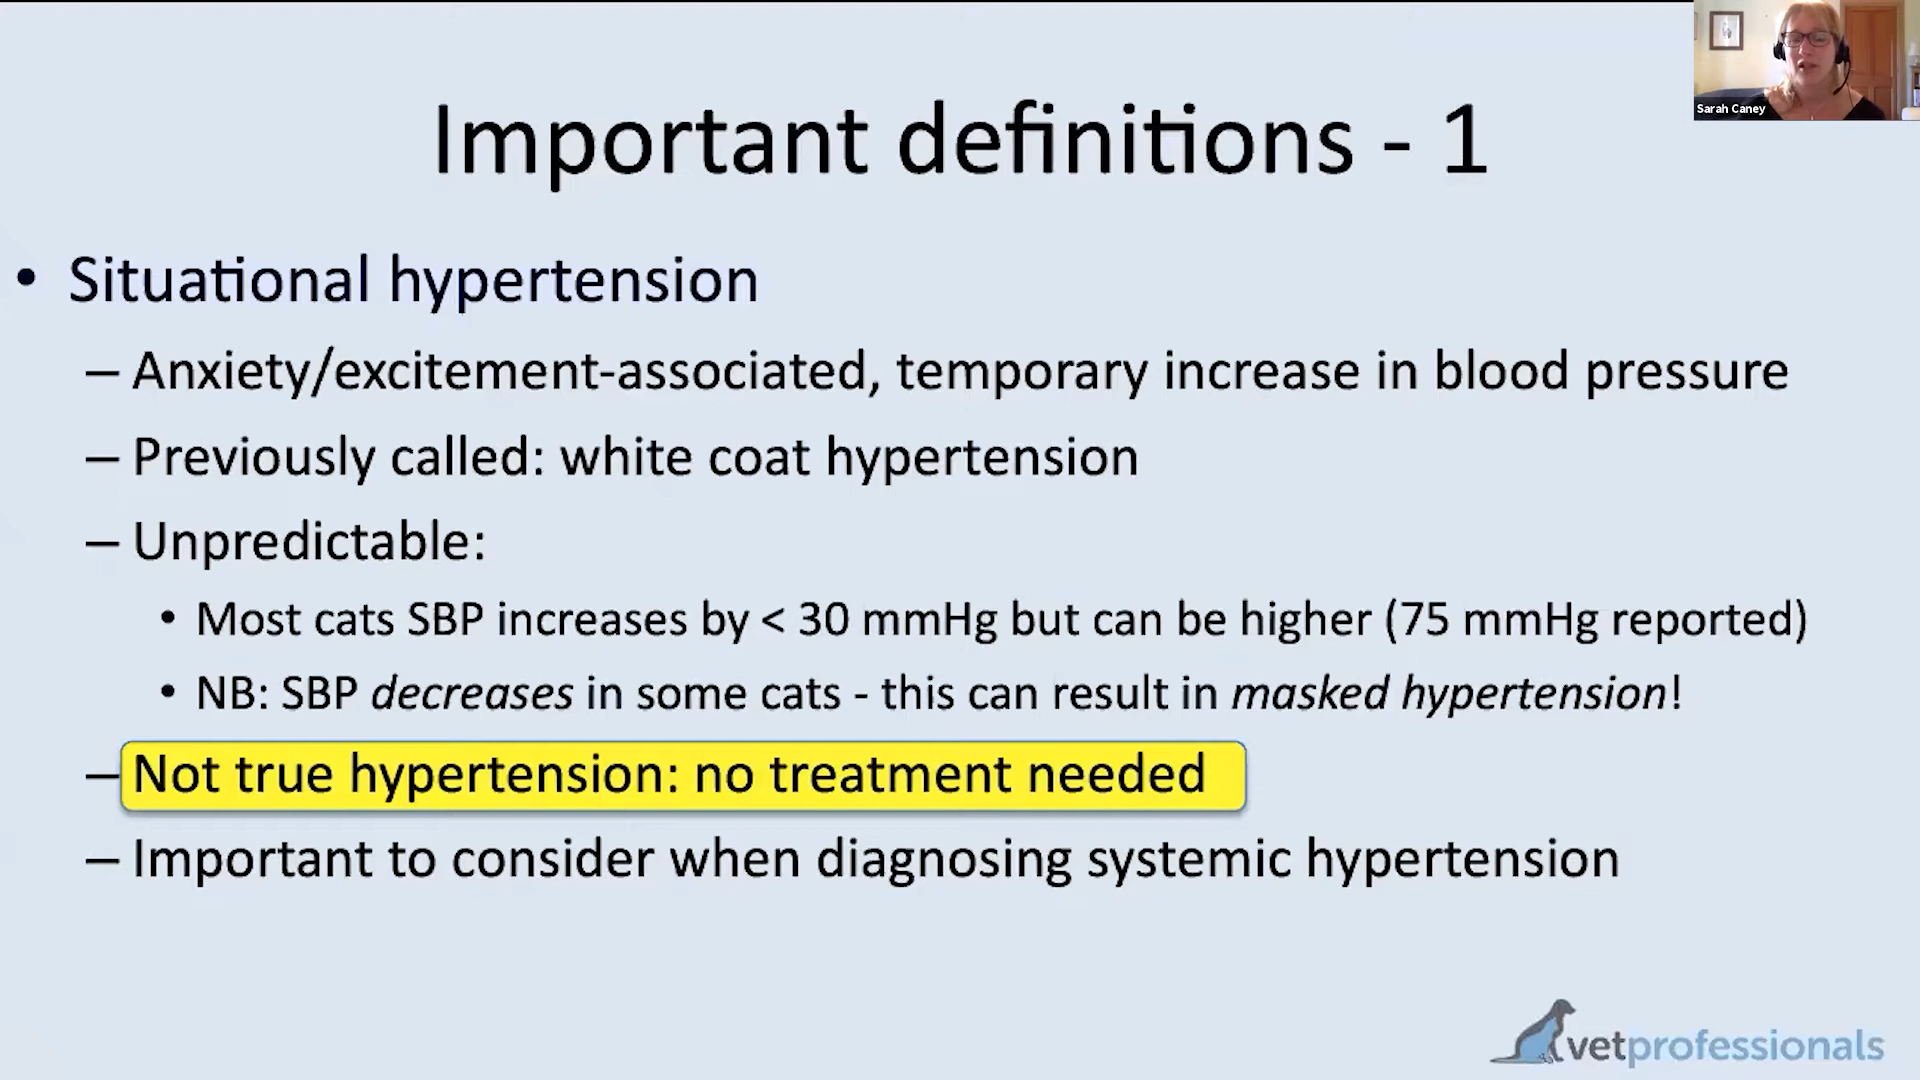 Sarah Caney
Important definitions - 1
• Situational hypertension
– Anxiety/excitement-associated, temporary increase in blood pressure
– Previously called: white coat hypertension
– Unpredictable:
• Most cats SBP increases by < 30 mmHg but can be higher (75 mmHg reported)
• NB: SBP decreases in some cats - this can result in masked hypertension!
– Not true hypertension: no treatment needed
– Important to consider when diagnosing systemic hypertension
vetprofessionals